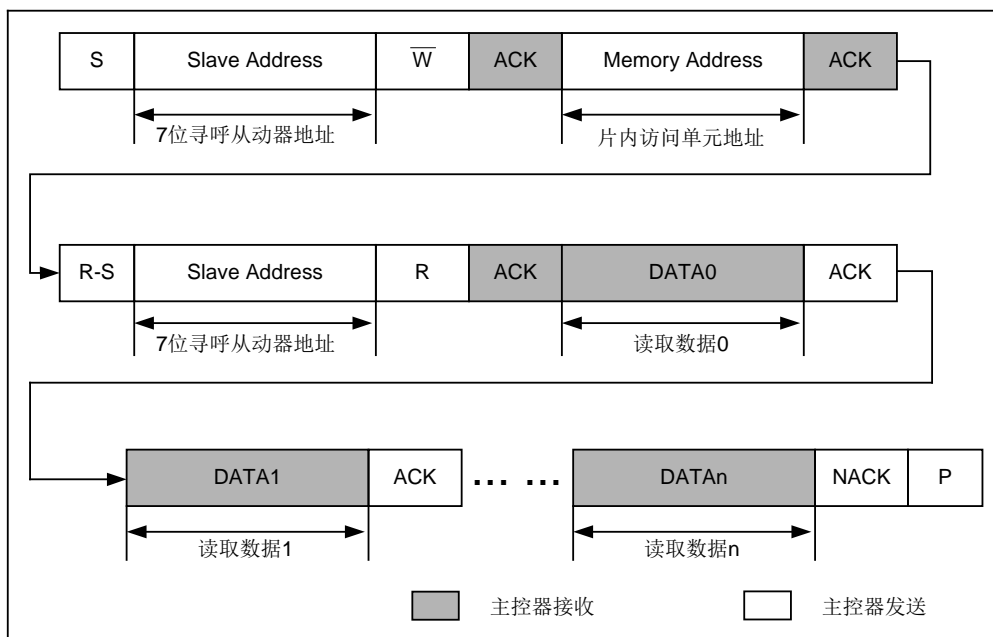 S Slave Address W ACK Memory Address ACK
7位寻呼从动器地址 片内访问单元地址
R-S Slave Address R ACK DATA0 ACK
7位寻呼从动器地址 读取数据0
DATA1 ACK ... ... DATAn NACK P
读取数据1 读取数据n
主控器接收 主控器发送